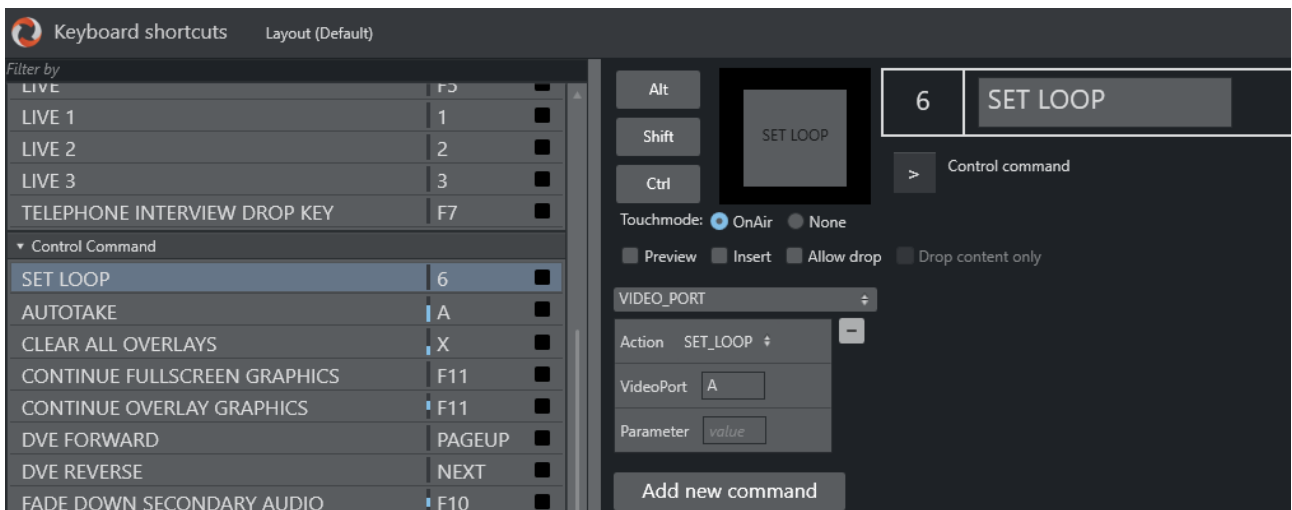 Keyboard shortcuts Layout (Default)
Filter by
LIVE F5
LIVE 1 1
LIVE 2 2
LIVE 3 3
TELEPHONE INTERVIEW DROP KEY F7
Control Command
SET LOOP 6
AUTOTAKE A
CLEAR ALL OVERLAYS X
CONTINUE FULLSCREEN GRAPHICS F11
CONTINUE OVERLAY GRAPHICS F11
DVE FORWARD PAGEUP
DVE REVERSE NEXT
FADE DOWN SECONDARY AUDIO F10
Alt
Shift
Ctrl
SET LOOP
6 SET LOOP
> Control command
Touchmode: OnAir None
Preview Insert Allow drop Drop content only
VIDEO_PORT
Action SET_LOOP
VideoPort A
Parameter value
Add new command